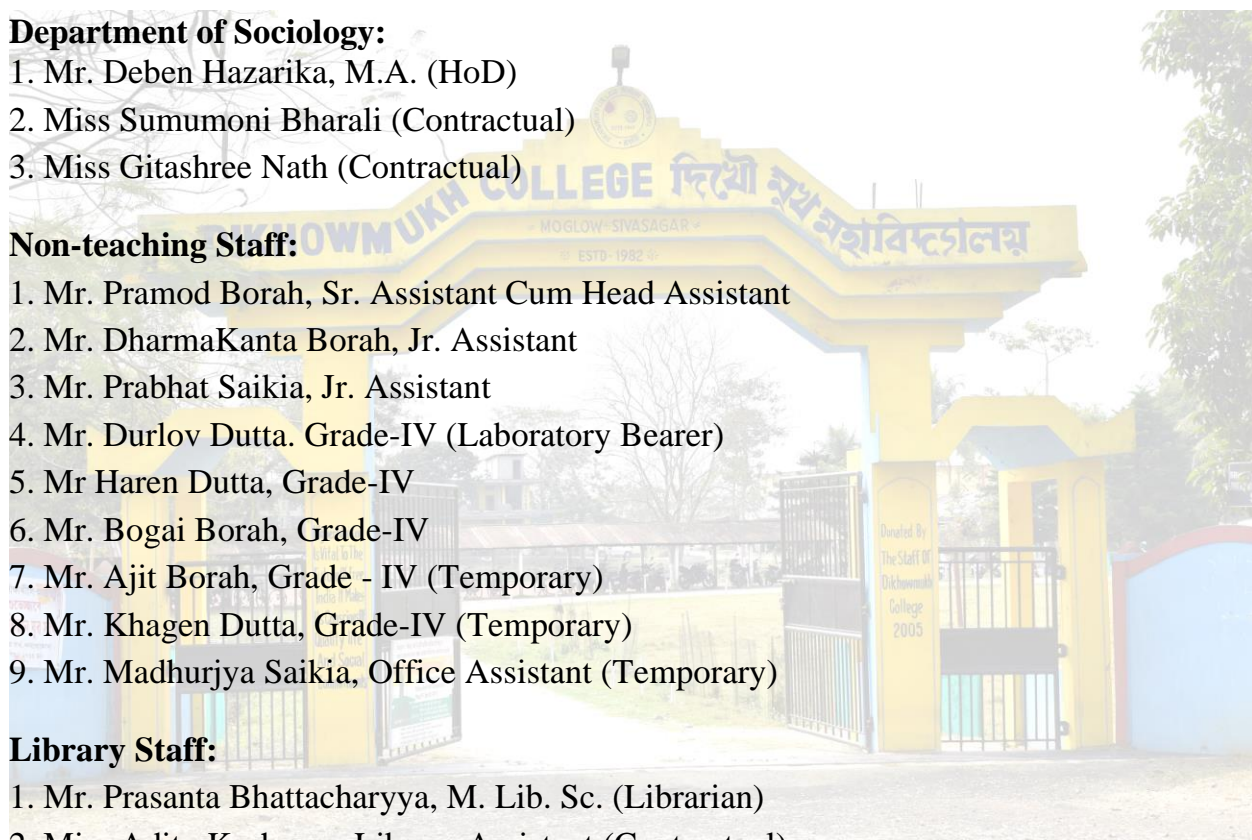 Department of Sociology:
1. Mr. Deben Hazarika, M.A. (HoD)
2. Miss Sumumoni Bharali (Contractual)
3. Miss Gitashree Nath (Contractual)
Non-teaching Staff:
1. Mr. Pramod Borah, Sr. Assistant Cum Head Assistant
2. Mr. DharmaKanta Borah, Jr. Assistant
3. Mr. Prabhat Saikia, Jr. Assistant
4. Mr. Durlov Dutta. Grade-IV (Laboratory Bearer)
5. Mr Haren Dutta, Grade-IV
6. Mr. Bogai Borah, Grade-IV
7. Mr. Ajit Borah, Grade - IV (Temporary)
8. Mr. Khagen Dutta, Grade-IV (Temporary)
9. Mr. Madhurjya Saikia, Office Assistant (Temporary)
Library Staff:
1. Mr. Prasanta Bhattacharyya, M. Lib. Sc. (Librarian)
DIKHOWMUKH COLLEGE দিখৌ মুখ মহাবিদ্যালয়
MOGLOW-SIVASAGAR
ESTD-1982
Donated By
The Staff Of
Dikhowmukh
College
2005